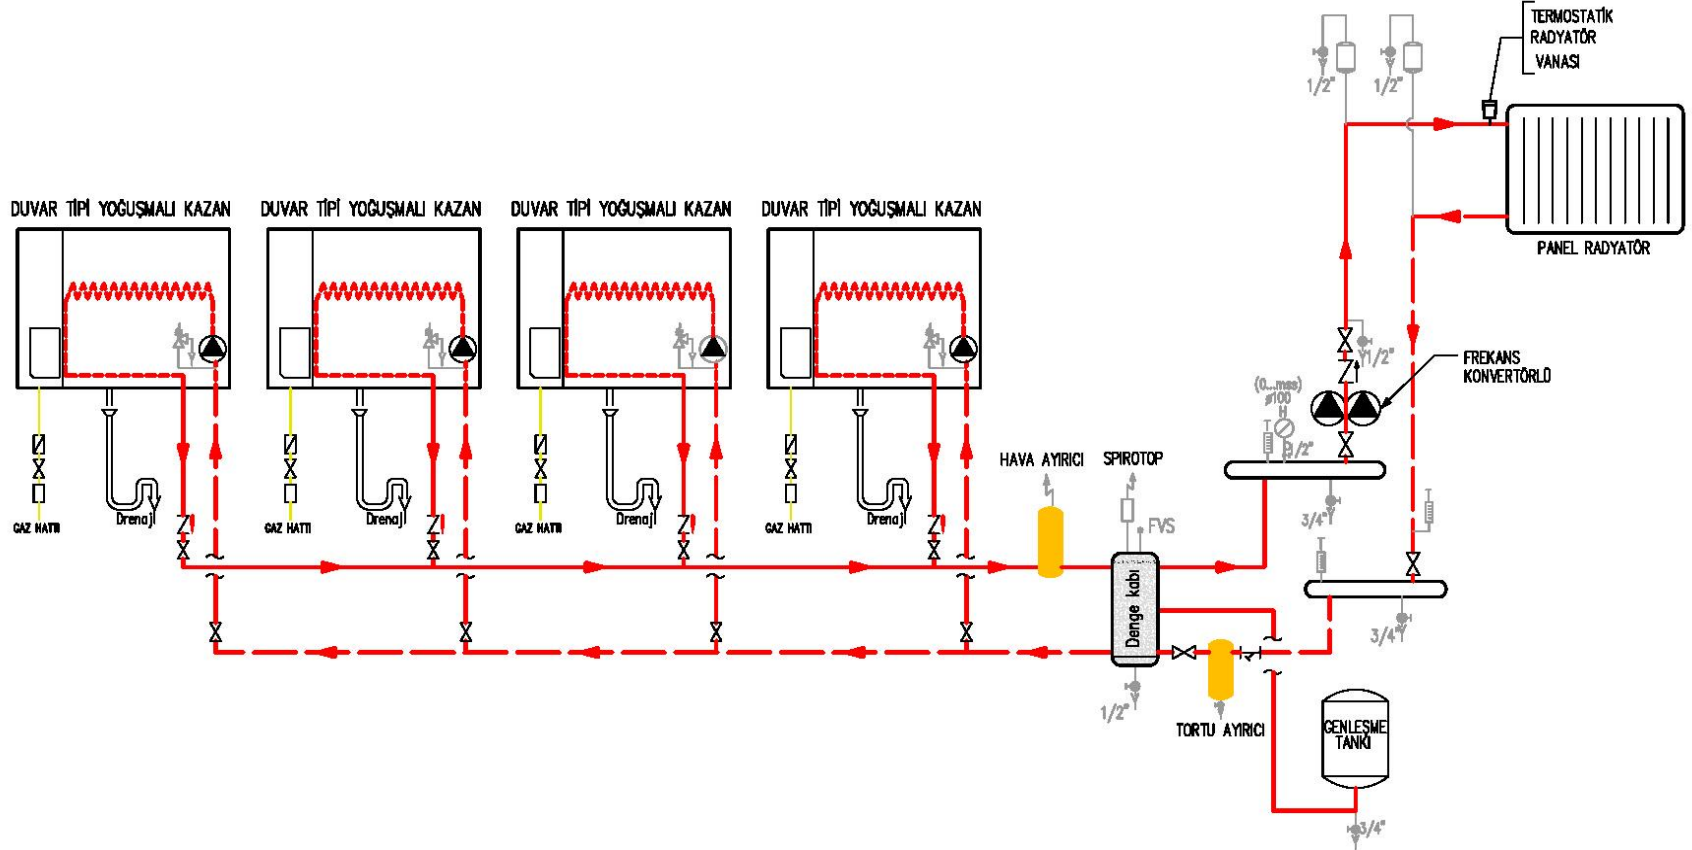 TERMOSTATİK
RADYATÖR
VANASI
1/2"
1/2"
PANEL RADYATÖR
DUVAR TİPİ YOĞUŞMALI KAZAN
DUVAR TİPİ YOĞUŞMALI KAZAN
DUVAR TİPİ YOĞUŞMALI KAZAN
DUVAR TİPİ YOĞUŞMALI KAZAN
1/2"
FREKANS
KONVERTÖRLÜ
(0...mss)
ø100
1/2"
HAVA AYIRICI
SPIROTOP
FVS
GAZ HATTI
Drenaj
GAZ HATTI
Drenaj
GAZ HATTI
Drenaj
GAZ HATTI
Drenaj
3/4"
Denge kabı
3/4"
1/2"
TORTU AYIRICI
GENLEŞME
TANKI
3/4"